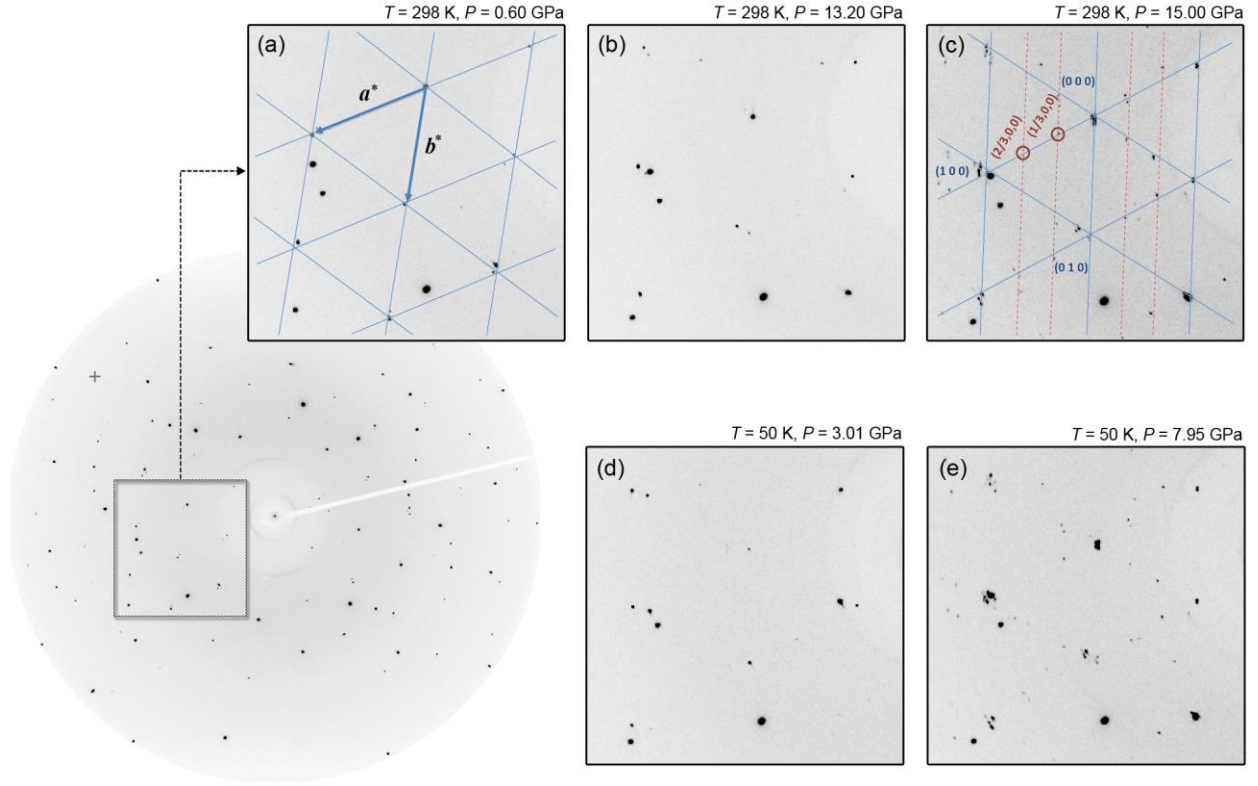 T = 298 K, P = 0.60 GPa
T = 298 K, P = 13.20 GPa
T = 298 K, P = 15.00 GPa
(a)
a*
b*
(b)
(c)
(0 0 0)
(1/3,0,0)
(2/3,0,0)
(1 0 0)
(0 1 0)
T = 50 K, P = 3.01 GPa
T = 50 K, P = 7.95 GPa
(d)
(e)